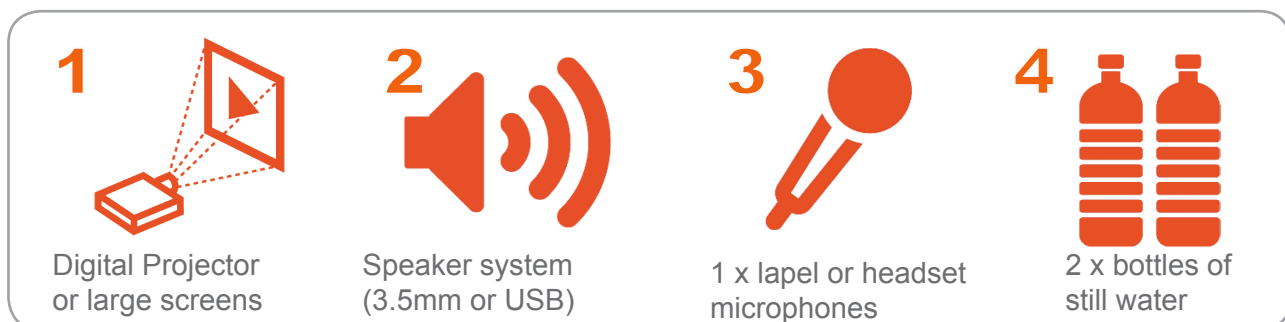 1
Digital Projector
or large screens
2
Speaker system
(3.5mm or USB)
3
1 x lapel or headset
microphones
4
2 x bottles of
still water